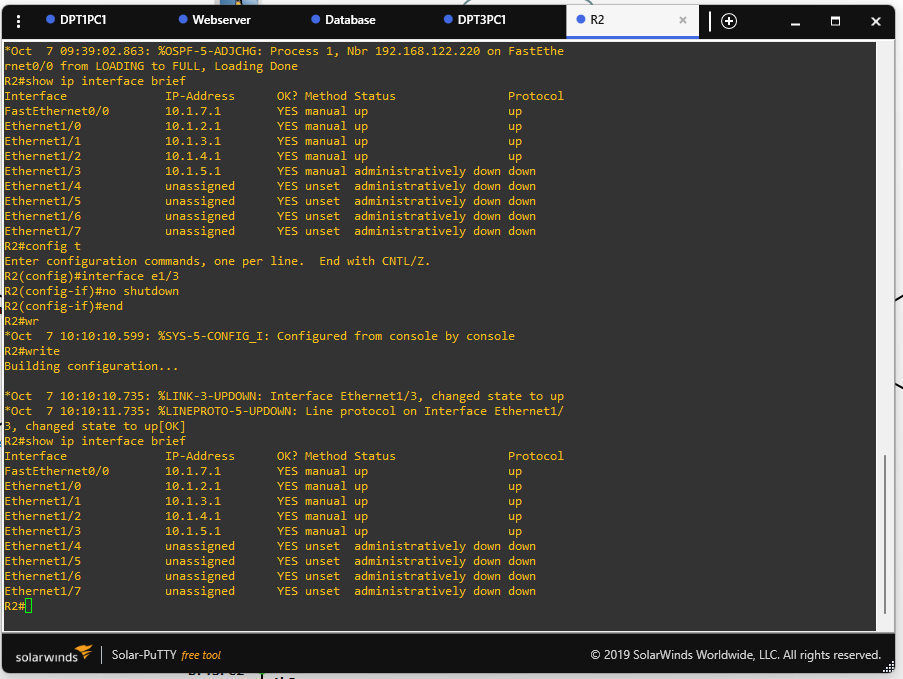 DPT1PC1 Webserver Database DPT3PC1 R2
*Oct  7 09:39:02.863: %OSPF-5-ADJCHG: Process 1, Nbr 192.168.122.220 on FastEthe
rnet0/0 from LOADING to FULL, Loading Done
R2#show ip interface brief
Interface              IP-Address      OK? Method Status                Protocol
FastEthernet0/0        10.1.7.1        YES manual up                    up
Ethernet1/0            10.1.2.1        YES manual up                    up
Ethernet1/1            10.1.3.1        YES manual up                    up
Ethernet1/2            10.1.4.1        YES manual up                    up
Ethernet1/3            10.1.5.1        YES manual administratively down down
Ethernet1/4            unassigned      YES unset  administratively down down
Ethernet1/5            unassigned      YES unset  administratively down down
Ethernet1/6            unassigned      YES unset  administratively down down
Ethernet1/7            unassigned      YES unset  administratively down down
R2#config t
Enter configuration commands, one per line.  End with CNTL/Z.
R2(config)#interface e1/3
R2(config-if)#no shutdown
R2(config-if)#end
R2#wr
*Oct  7 10:10:10.599: %SYS-5-CONFIG_I: Configured from console by console
R2#write
Building configuration...
*Oct  7 10:10:10.735: %LINK-3-UPDOWN: Interface Ethernet1/3, changed state to up
*Oct  7 10:10:11.735: %LINEPROTO-5-UPDOWN: Line protocol on Interface Ethernet1/
3, changed state to up[OK]
R2#show ip interface brief
Interface              IP-Address      OK? Method Status                Protocol
FastEthernet0/0        10.1.7.1        YES manual up                    up
Ethernet1/0            10.1.2.1        YES manual up                    up
Ethernet1/1            10.1.3.1        YES manual up                    up
Ethernet1/2            10.1.4.1        YES manual up                    up
Ethernet1/3            10.1.5.1        YES manual up                    up
Ethernet1/4            unassigned      YES unset  administratively down down
Ethernet1/5            unassigned      YES unset  administratively down down
Ethernet1/6            unassigned      YES unset  administratively down down
Ethernet1/7            unassigned      YES unset  administratively down down
R2#
solarwinds Solar-PuTTY free tool © 2019 SolarWinds Worldwide, LLC. All rights reserved.